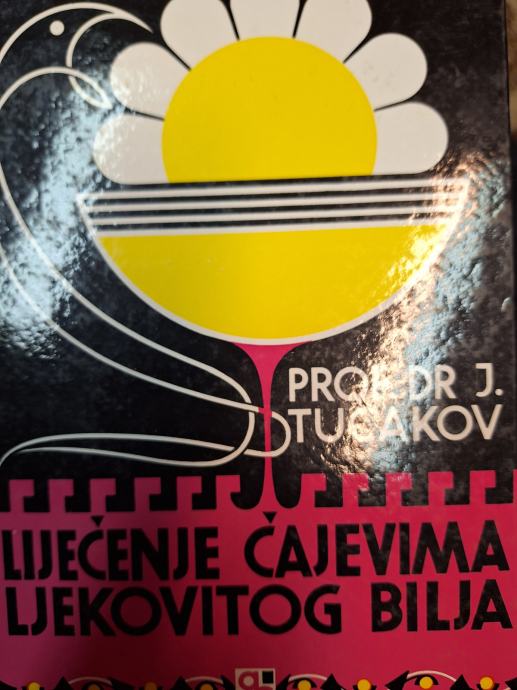 PROF. DR J.
TUCAKOV
LIJEČENJE ČAJEVIMA
LJEKOVITOG BILJA